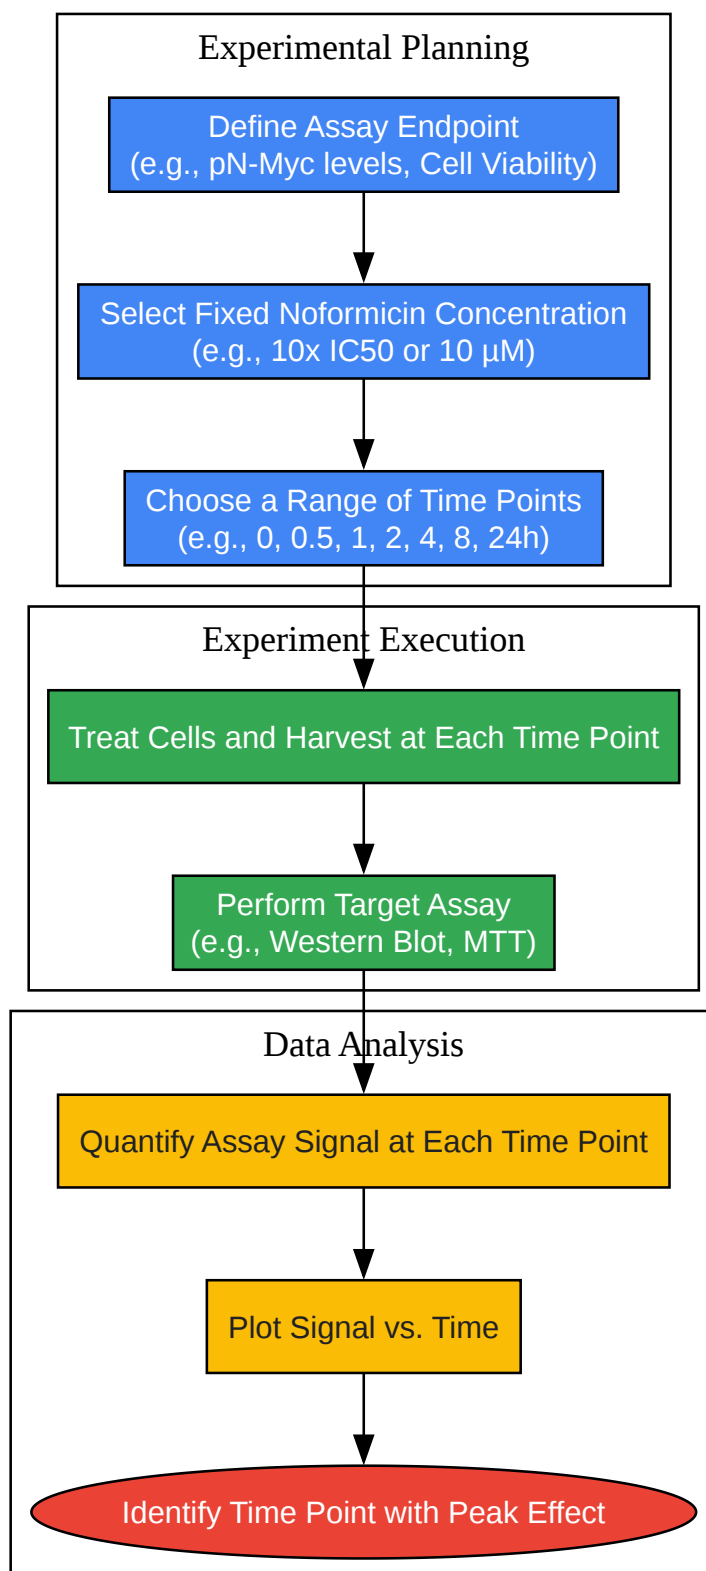 Experimental Planning
Define Assay Endpoint
(e.g., pN-Myc levels, Cell Viability)
Select Fixed Noformicin Concentration
(e.g., 10x IC50 or 10 µM)
Choose a Range of Time Points
(e.g., 0, 0.5, 1, 2, 4, 8, 24h)
Experiment Execution
Treat Cells and Harvest at Each Time Point
Perform Target Assay
(e.g., Western Blot, MTT)
Data Analysis
Quantify Assay Signal at Each Time Point
Plot Signal vs. Time
Identify Time Point with Peak Effect